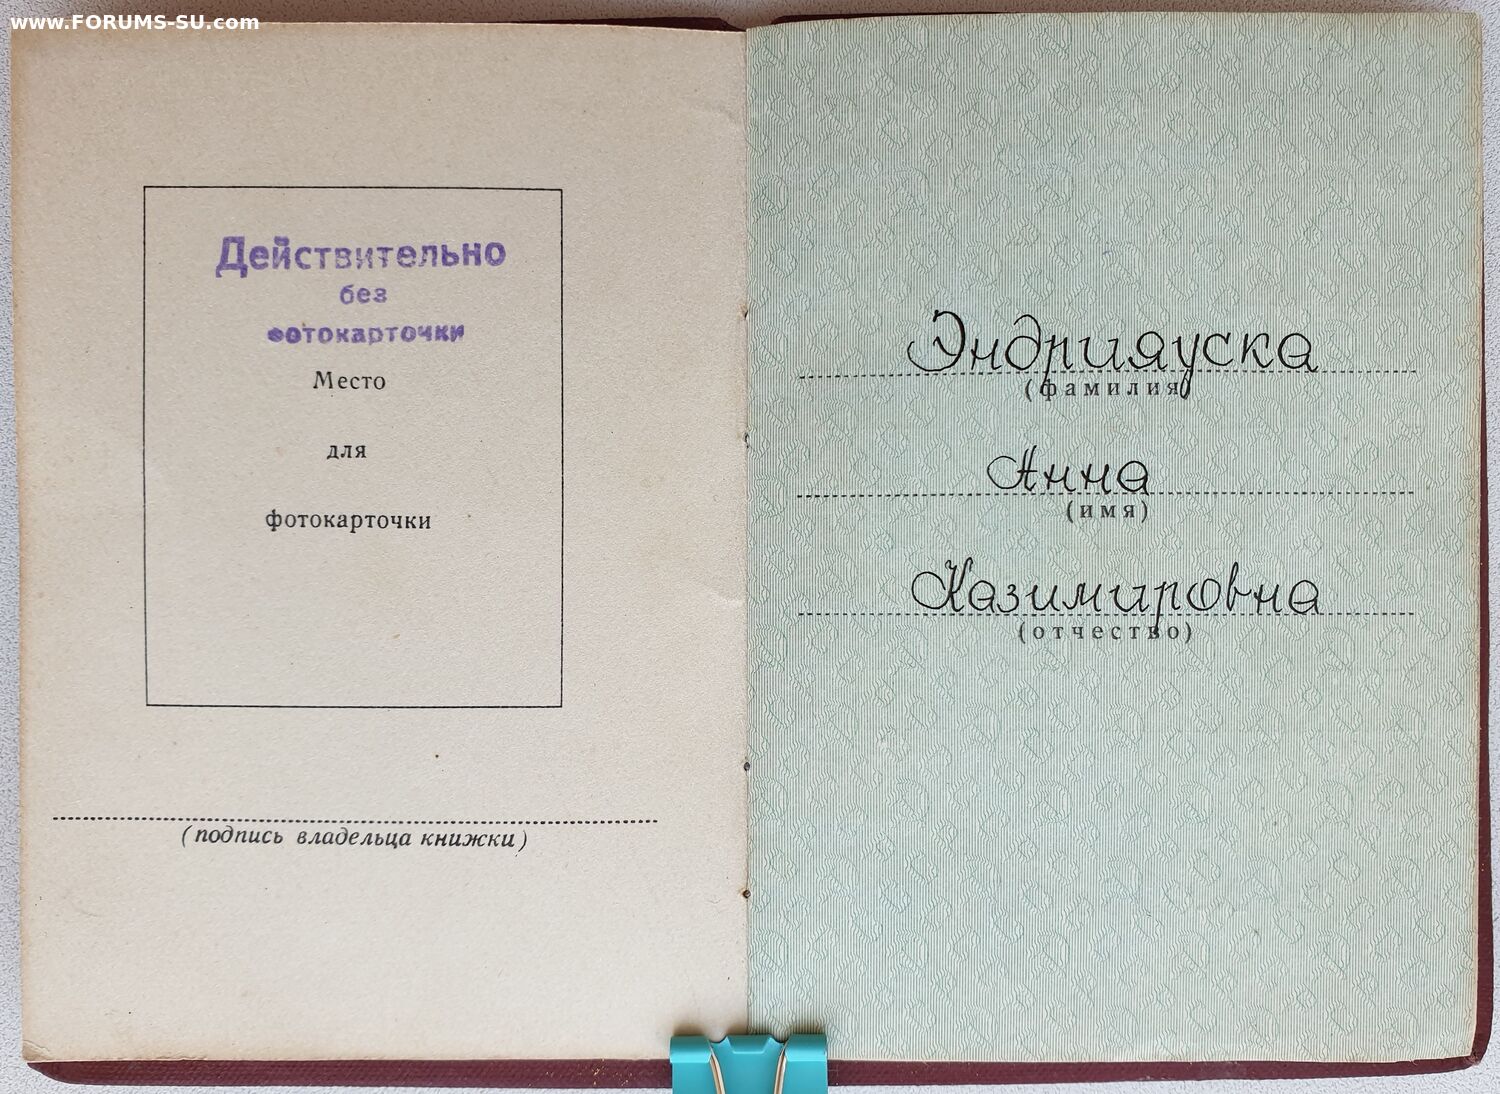 www.FORUMS-SU.com
Действительно
без
фотокарточки
Место
для
фотокарточки
(подпись владельца книжки)
Эндрияуска
(фамилия)
Анна
(имя)
Казимировна
(отчество)